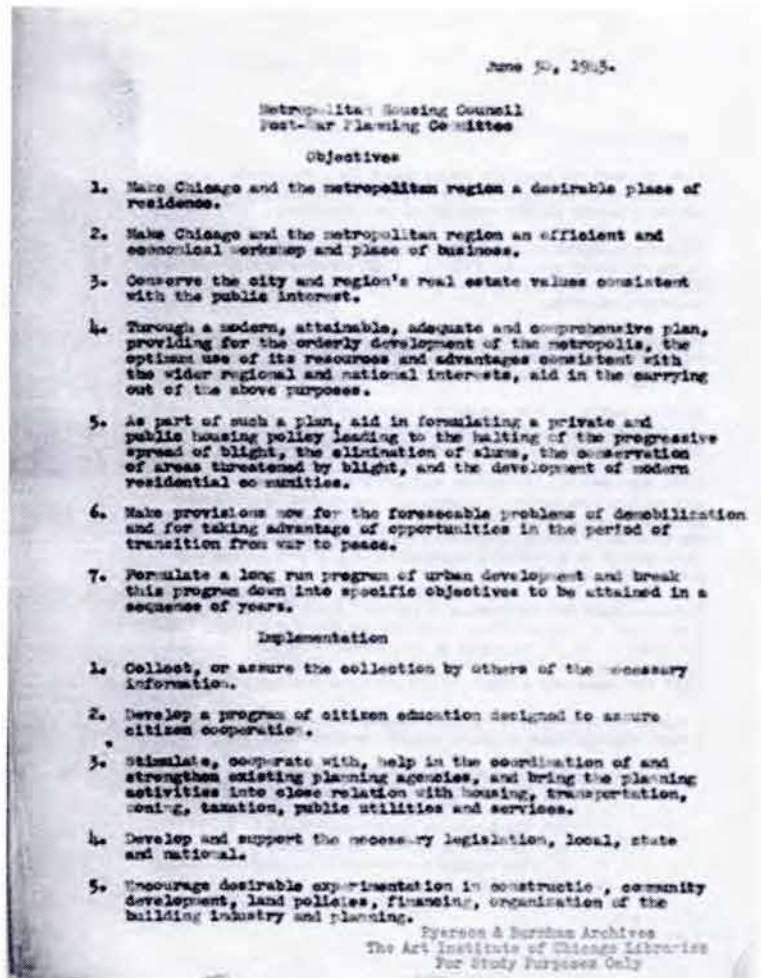 June 30, 1943.
Metropolitan Housing Council
Post-War Planning Committee
Objectives
1. Make Chicago and the metropolitan region a desirable place of
residence.
2. Make Chicago and the metropolitan region an efficient and
economical workshop and place of business.
3. Conserve the city and region's real estate values consistent
with the public interest.
4. Through a modern, attainable, adequate and comprehensive plan,
providing for the orderly development of the metropolis, the
optimum use of its resources and advantages consistent with
the wider regional and national interests, aid in the carrying
out of the above purposes.
5. As part of such a plan, aid in formulating a private and
public housing policy leading to the halting of the progressive
spread of blight, the elimination of slums, the conservation
of areas threatened by blight, and the development of modern
residential communities.
6. Make provisions now for the foreseeable problems of demobilization
and for taking advantage of opportunities in the period of
transition from war to peace.
7. Formulate a long run program of urban development and break
this program down into specific objectives to be attained in a
sequence of years.
Implementation
1. Collect, or assure the collection by others of the necessary
information.
2. Develop a program of citizen education designed to assure
citizen cooperation.
3. Stimulate, cooperate with, help in the coordination of and
strengthen existing planning agencies, and bring the planning
activities into close relation with housing, transportation,
zoning, taxation, public utilities and services.
4. Develop and support the necessary legislation, local, state
and national.
5. Encourage desirable experimentation in construction, community
development, land policies, financing, organization of the
building industry and planning.
Ryerson & Burnham Archives
The Art Institute of Chicago Libraries
For Study Purposes Only